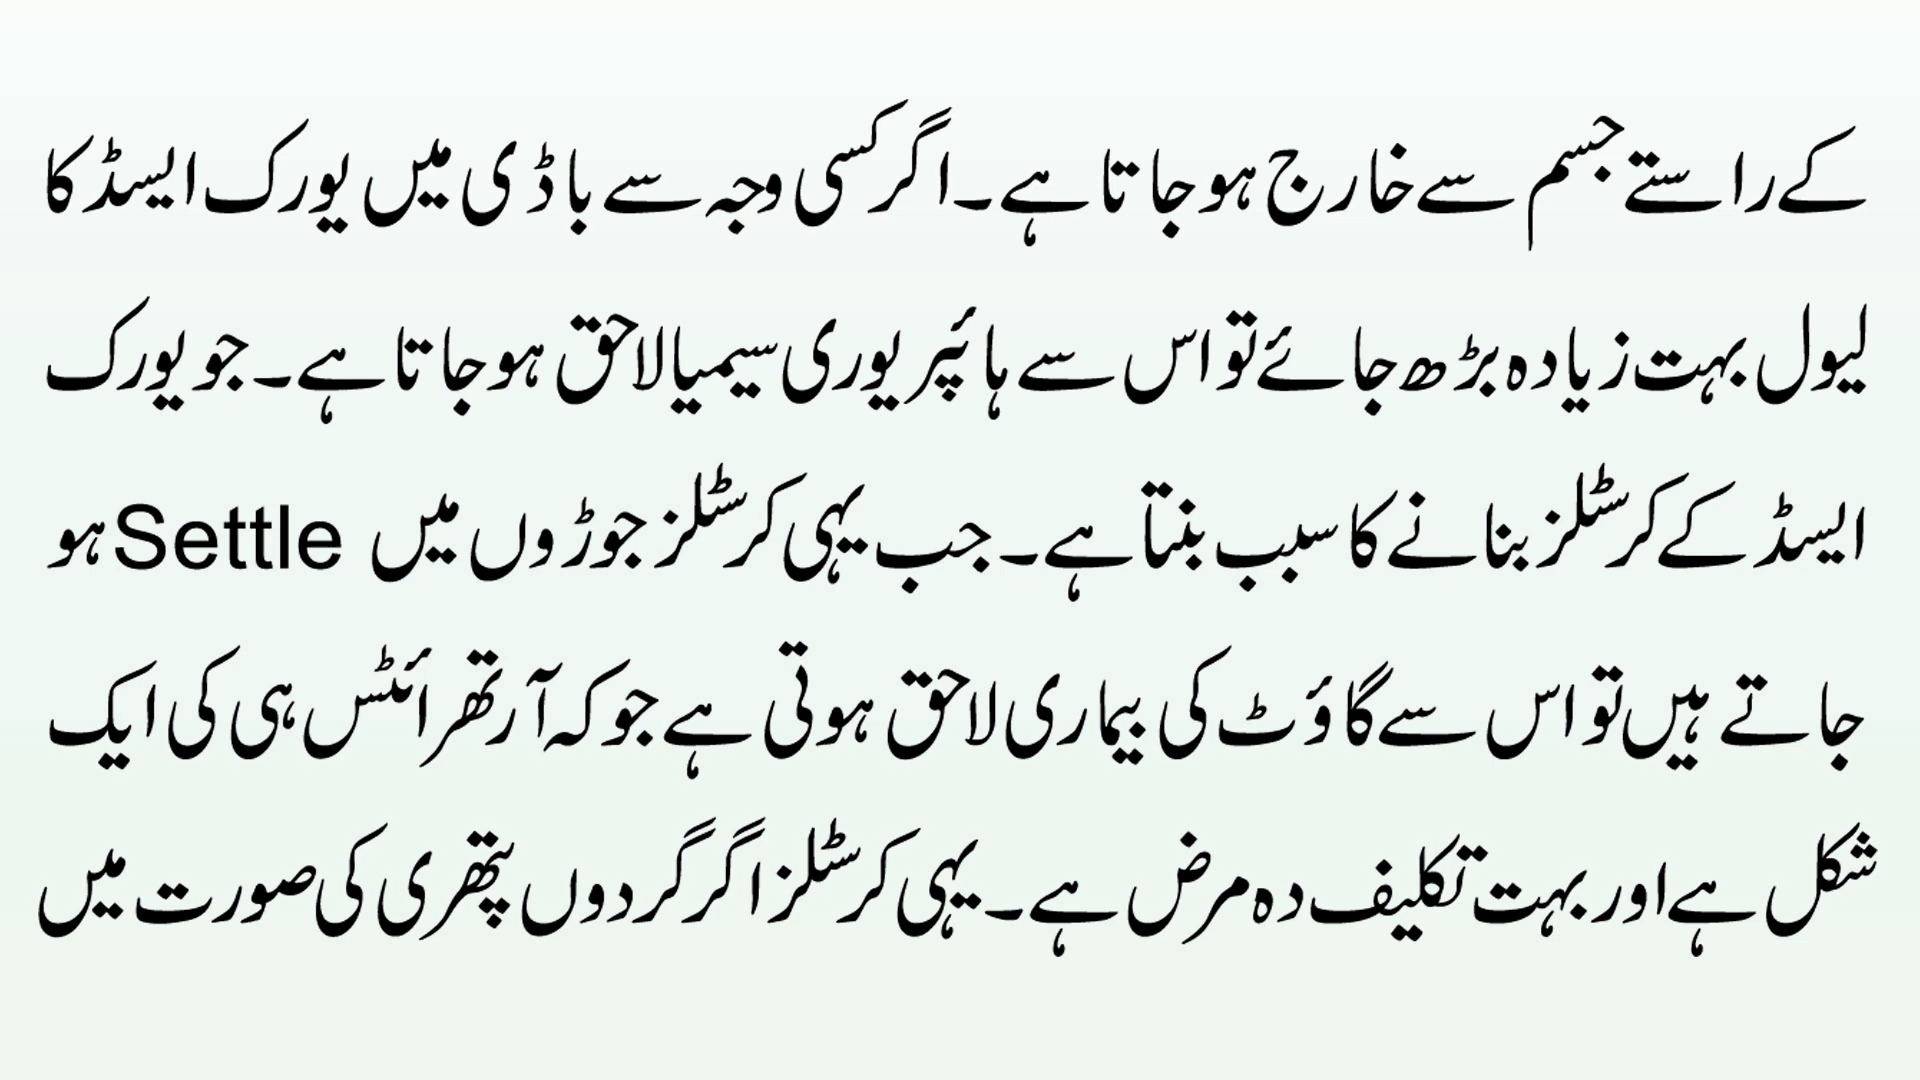 کے راستے جسم سے خارج ہو جاتا ہے۔ اگر کسی وجہ سے باڈی میں یورک ایسڈ کا
لیول بہت زیادہ بڑھ جائے تو اس سے ہائپر یوری سیمیا لاحق ہو جاتا ہے۔ جو یورک
ایسڈ کے کرسٹلز بنانے کا سبب بنتا ہے۔ جب یہی کرسٹلز جوڑوں میں Settle ہو
جاتے ہیں تو اس سے گاؤٹ کی بیماری لاحق ہوتی ہے جو کہ آرتھرائٹس ہی کی ایک
شکل ہے اور بہت تکلیف دہ مرض ہے۔ یہی کرسٹلز اگر گردوں پتھری کی صورت میں